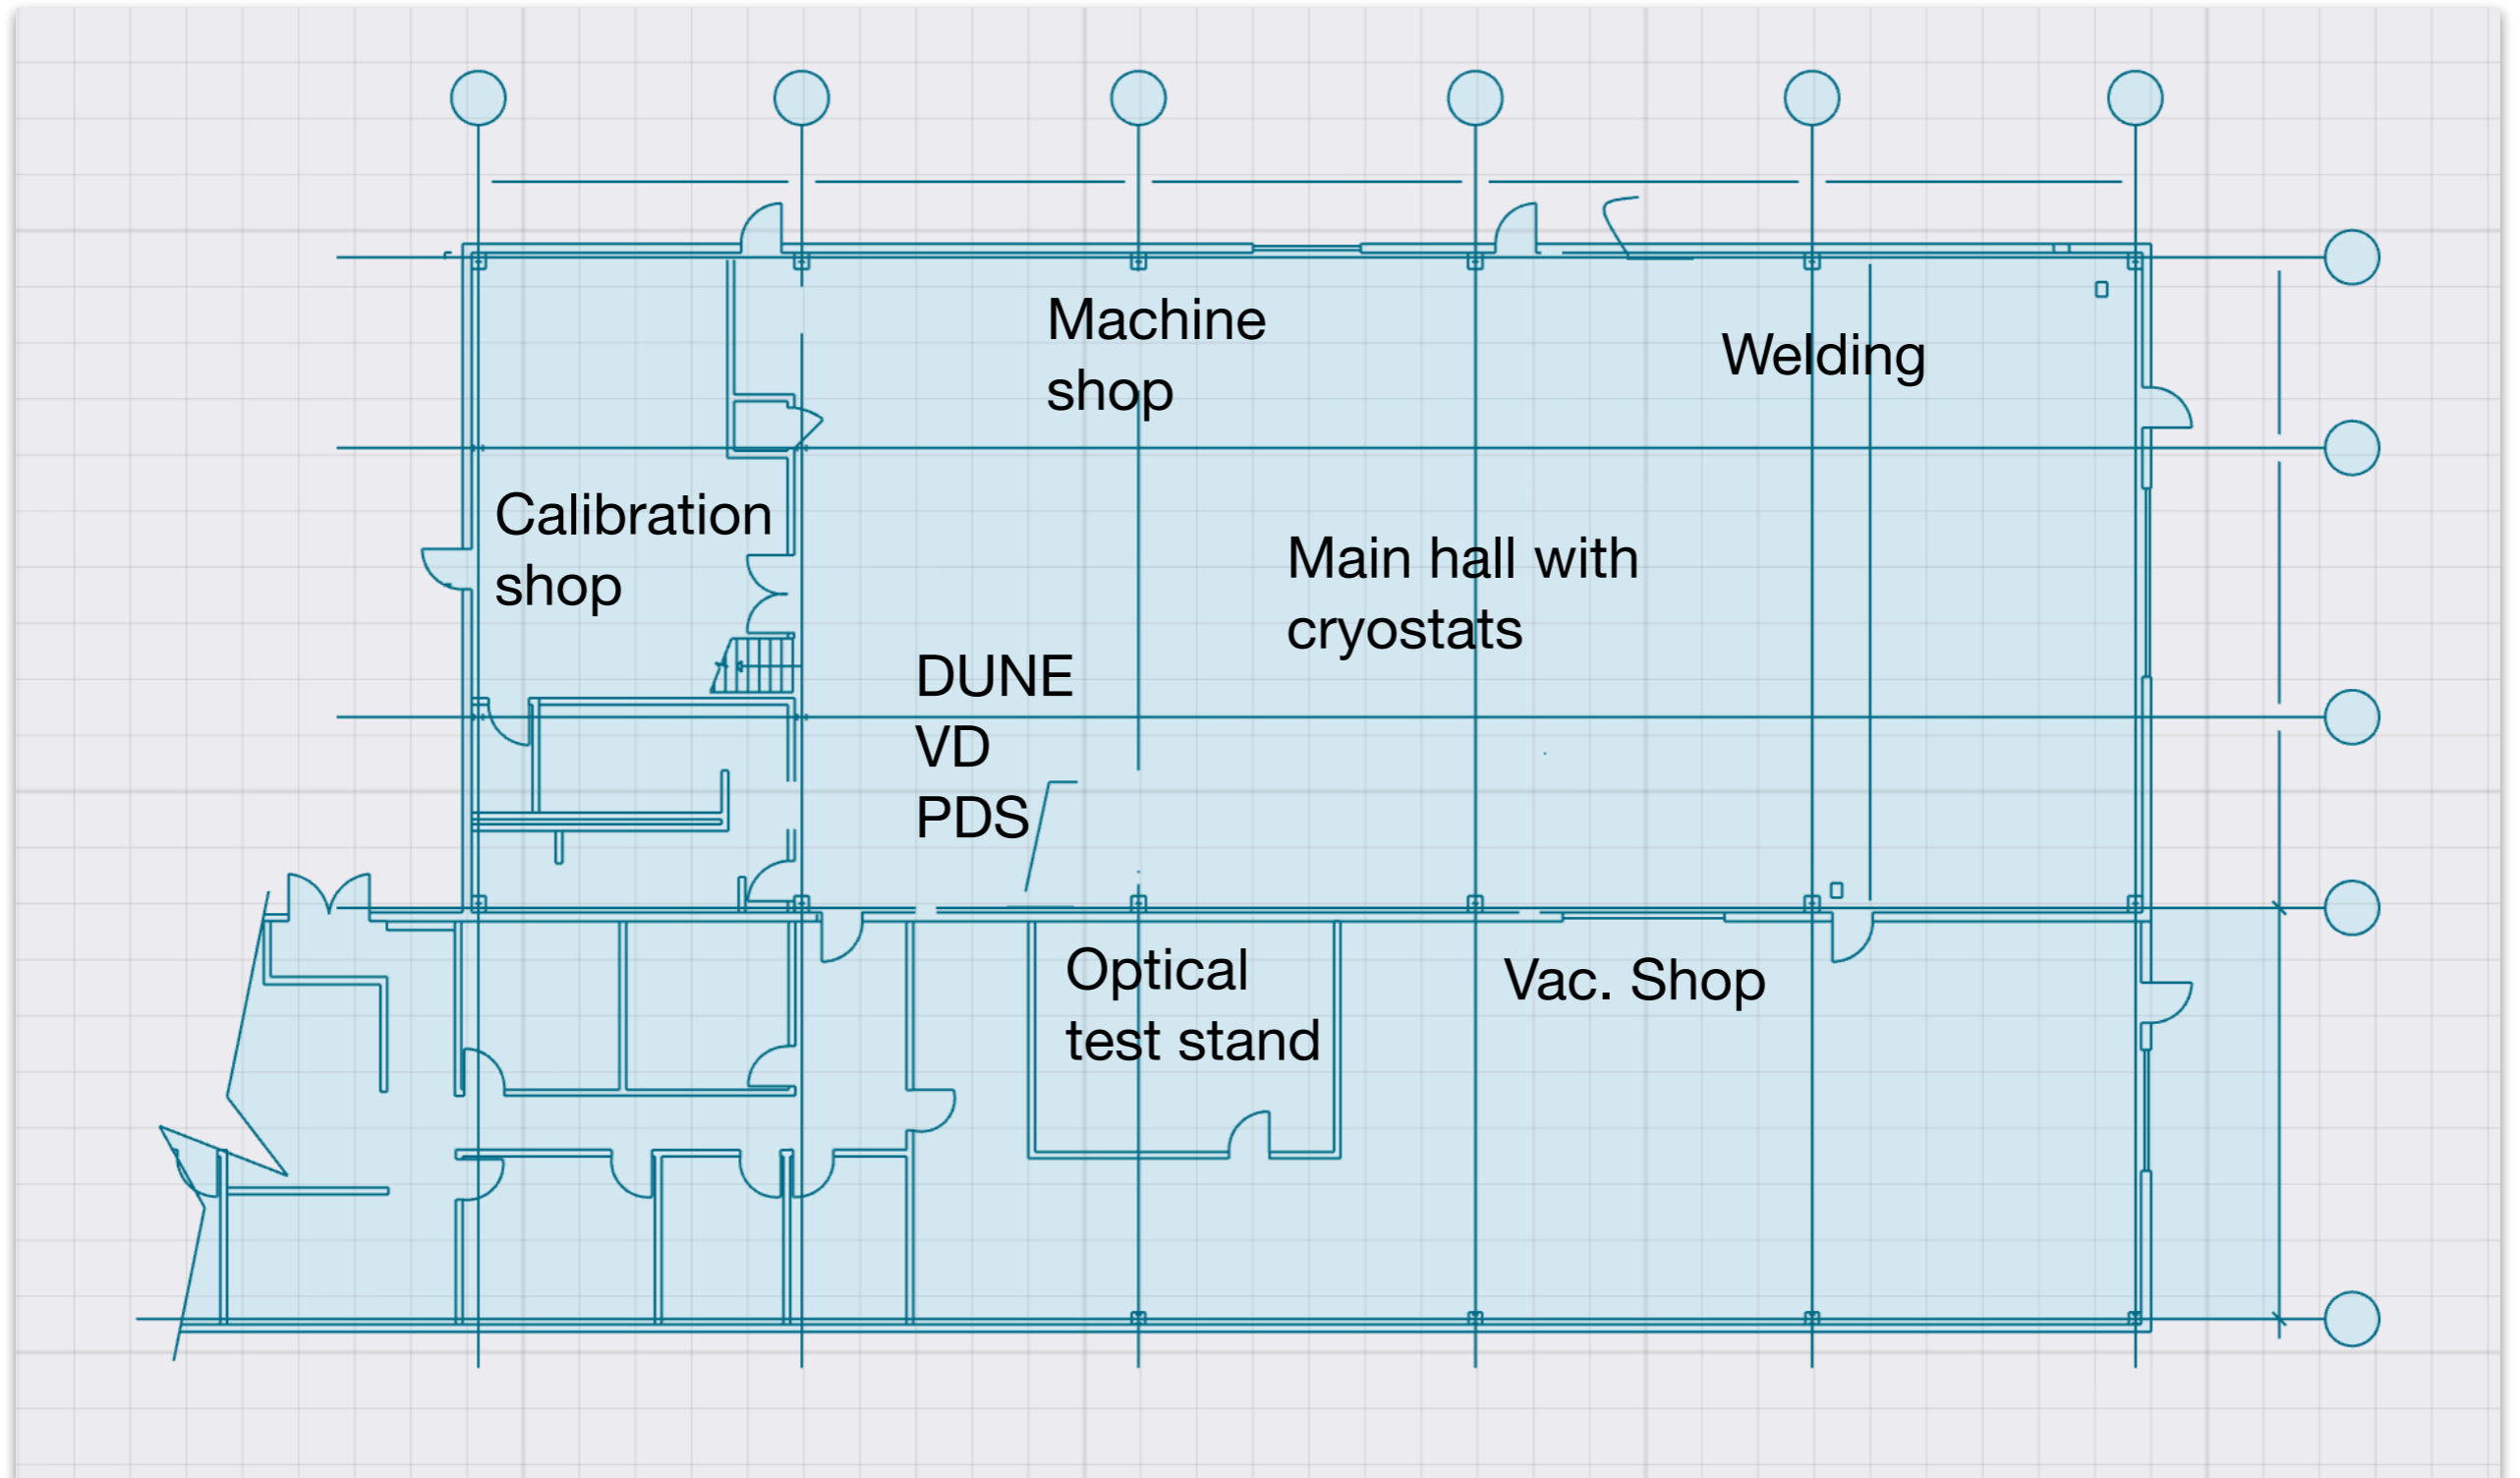 Machine
shop
Welding
Calibration
shop
Main hall with
cryostats
DUNE
VD
PDS
Optical
test stand
Vac. Shop